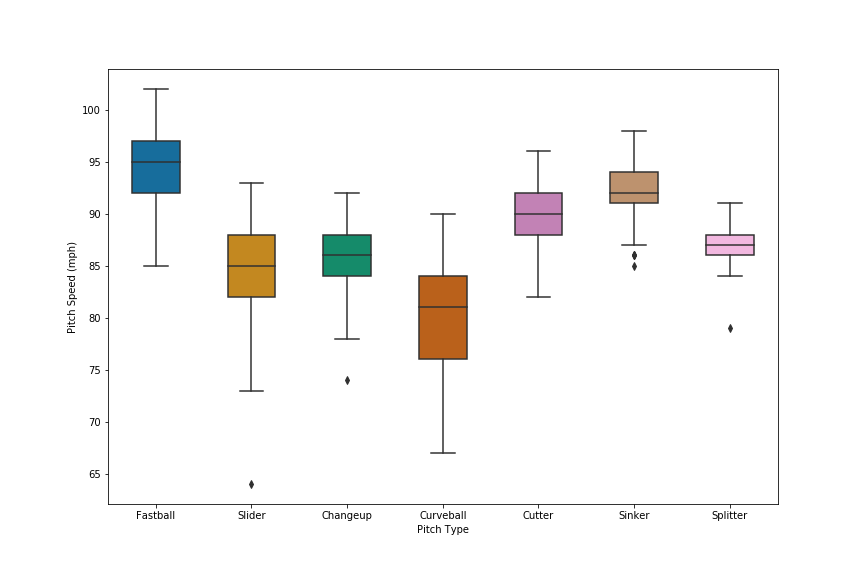 100
95
90
85
80
75
70
65
Pitch Speed (mph)
Fastball Slider Changeup Curveball Cutter Sinker Splitter
Pitch Type